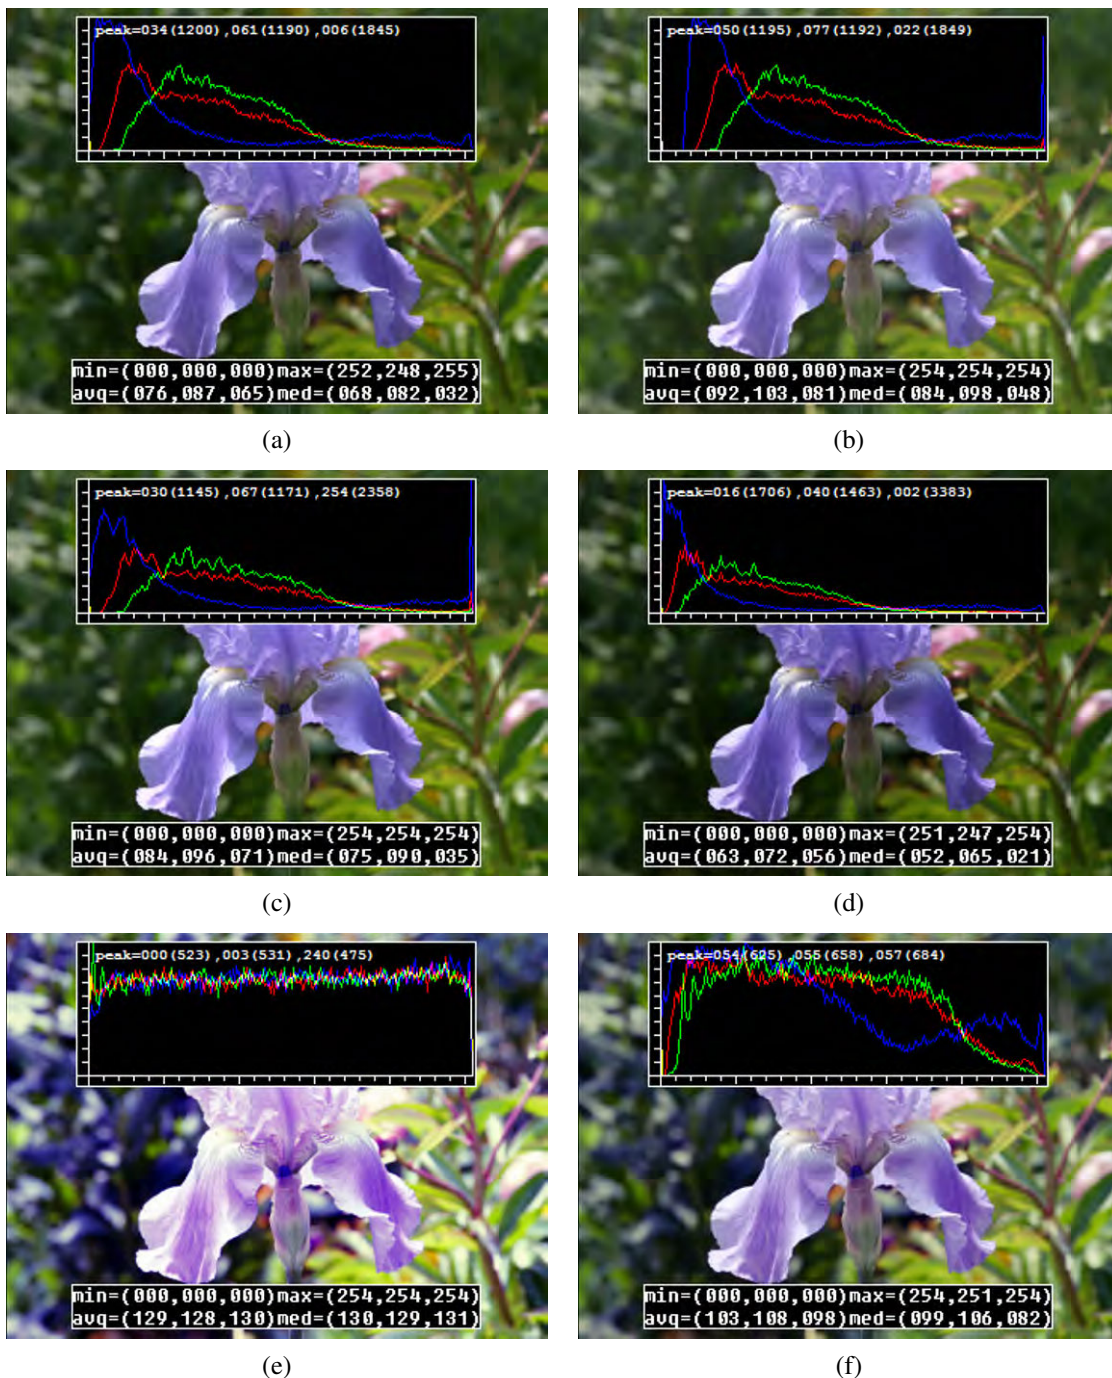 peak=034(1200),061(1190),006(1845)
min=(000,000,000)max=(252,248,255)
avg=(076,087,065)med=(068,082,032)
(a)
peak=050(1195),077(1192),022(1849)
min=(000,000,000)max=(254,254,254)
avg=(092,103,081)med=(084,098,048)
(b)
peak=030(1145),067(1171),254(2358)
min=(000,000,000)max=(254,254,254)
avg=(084,096,071)med=(075,090,035)
(c)
peak=016(1706),040(1463),002(3383)
min=(000,000,000)max=(251,247,254)
avg=(063,072,056)med=(052,065,021)
(d)
peak=000(523),003(531),240(475)
min=(000,000,000)max=(254,254,254)
avg=(129,128,130)med=(130,129,131)
(e)
peak=054(625),055(658),057(684)
min=(000,000,000)max=(254,251,254)
avg=(103,108,098)med=(099,106,082)
(f)